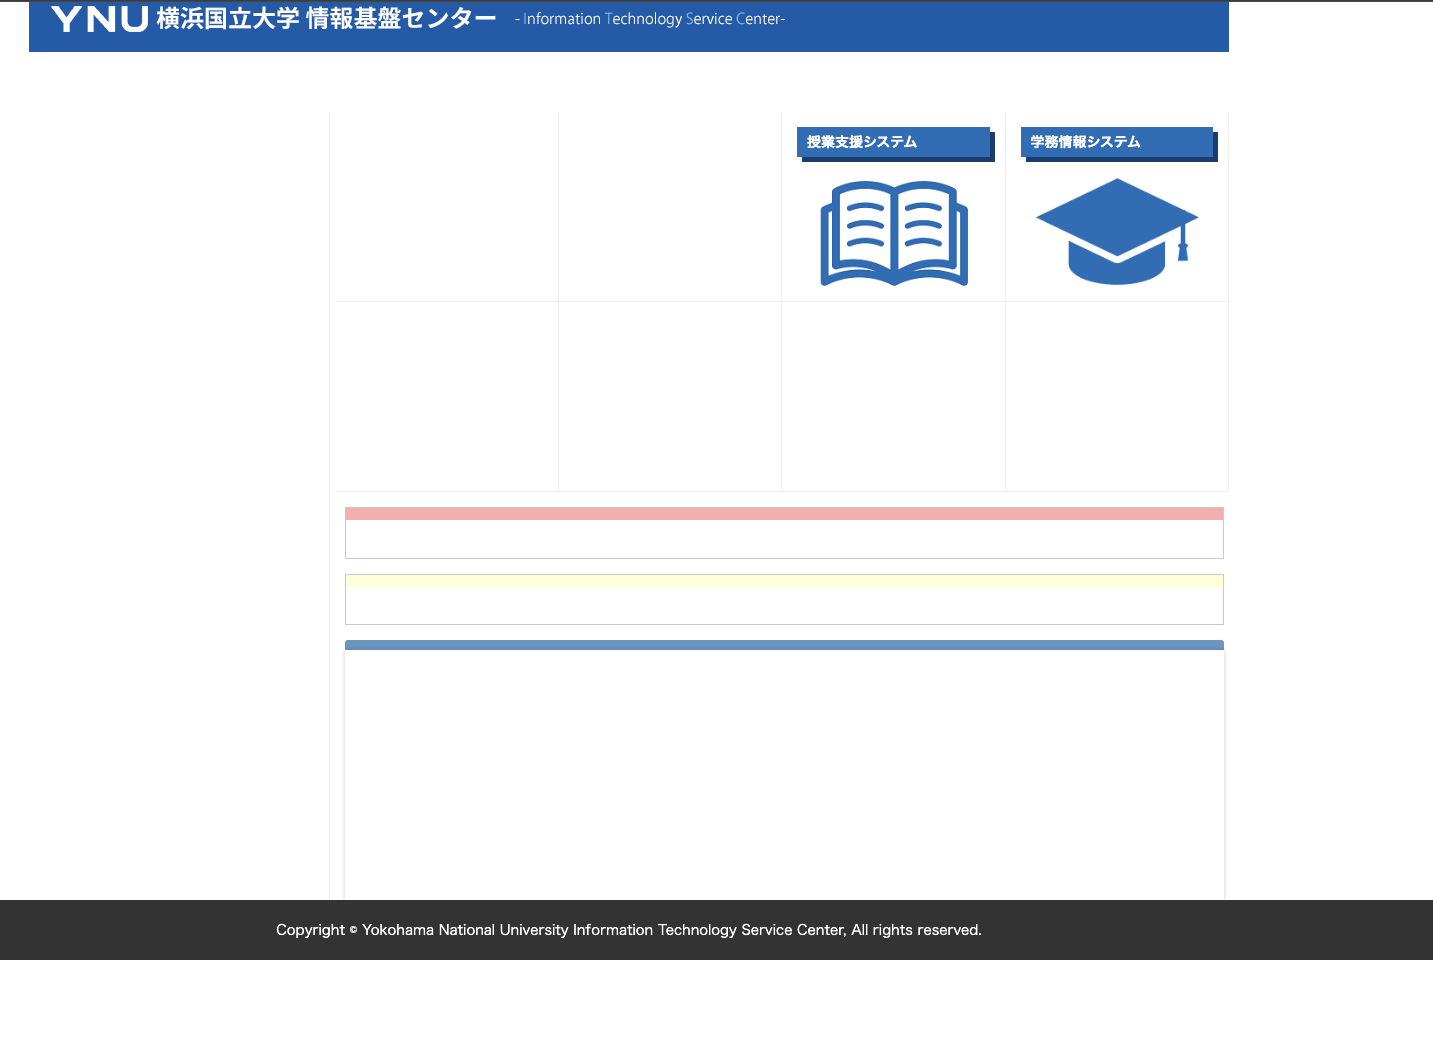 YNU 横浜国立大学 情報基盤センター - Information Technology Service Center-
授業支援システム
学務情報システム
Copyright © Yokohama National University Information Technology Service Center, All rights reserved.